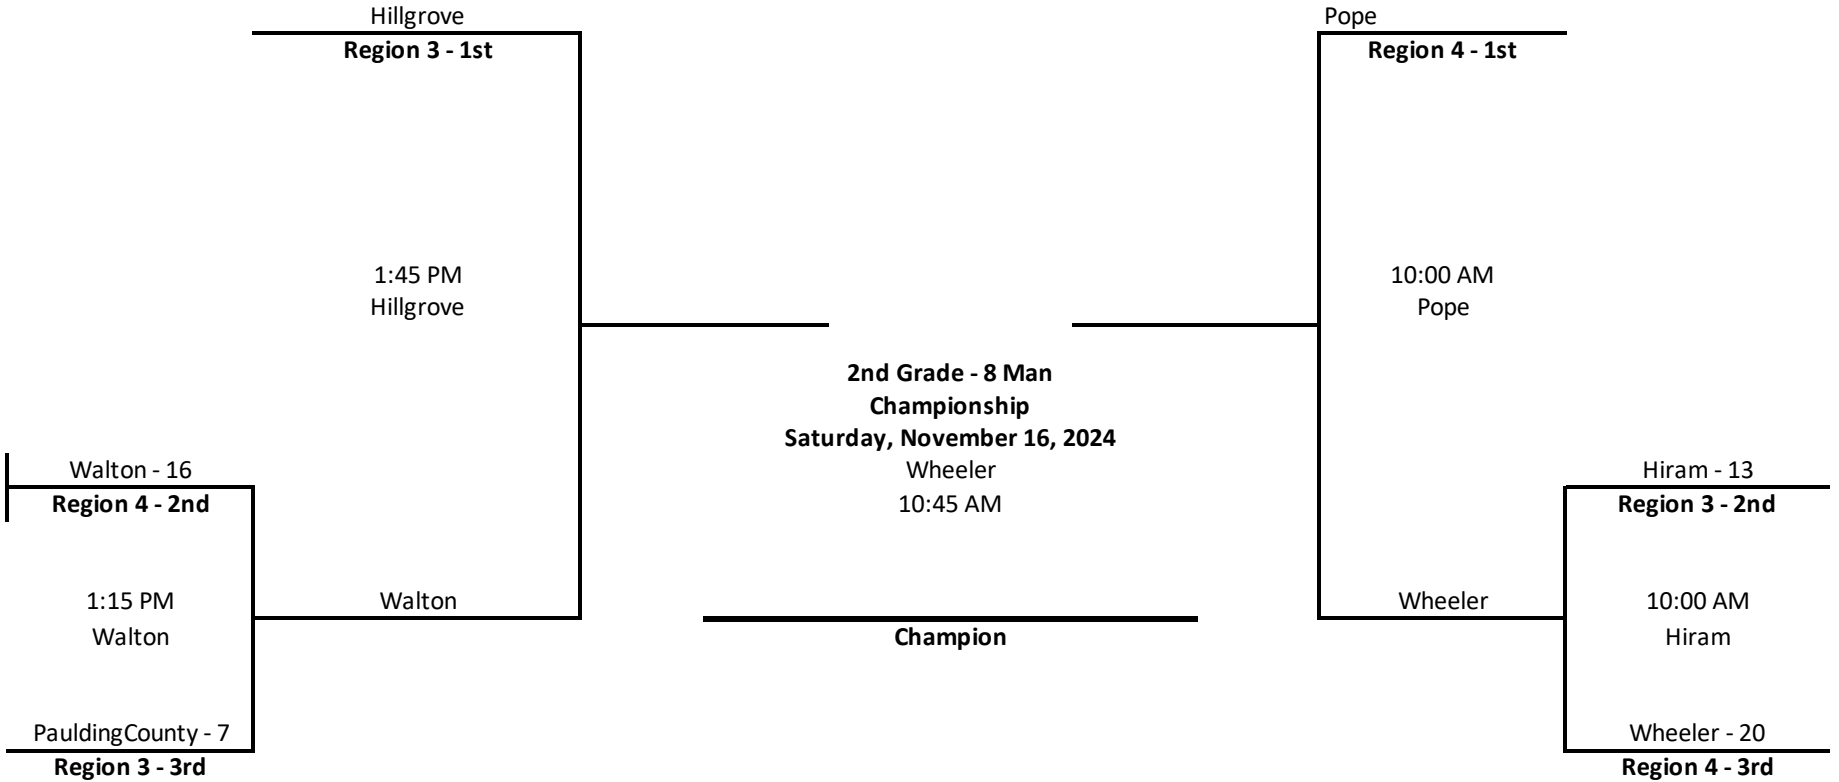 Hillgrove
Region 3 - 1st
Pope
Region 4 - 1st
1:45 PM
Hillgrove
10:00 AM
Pope
2nd Grade - 8 Man
Championship
Saturday, November 16, 2024
Wheeler
10:45 AM
Walton - 16
Region 4 - 2nd
Hiram - 13
Region 3 - 2nd
1:15 PM
Walton
Walton
Champion
Wheeler
10:00 AM
Hiram
PauldingCounty - 7
Region 3 - 3rd
Wheeler - 20
Region 4 - 3rd